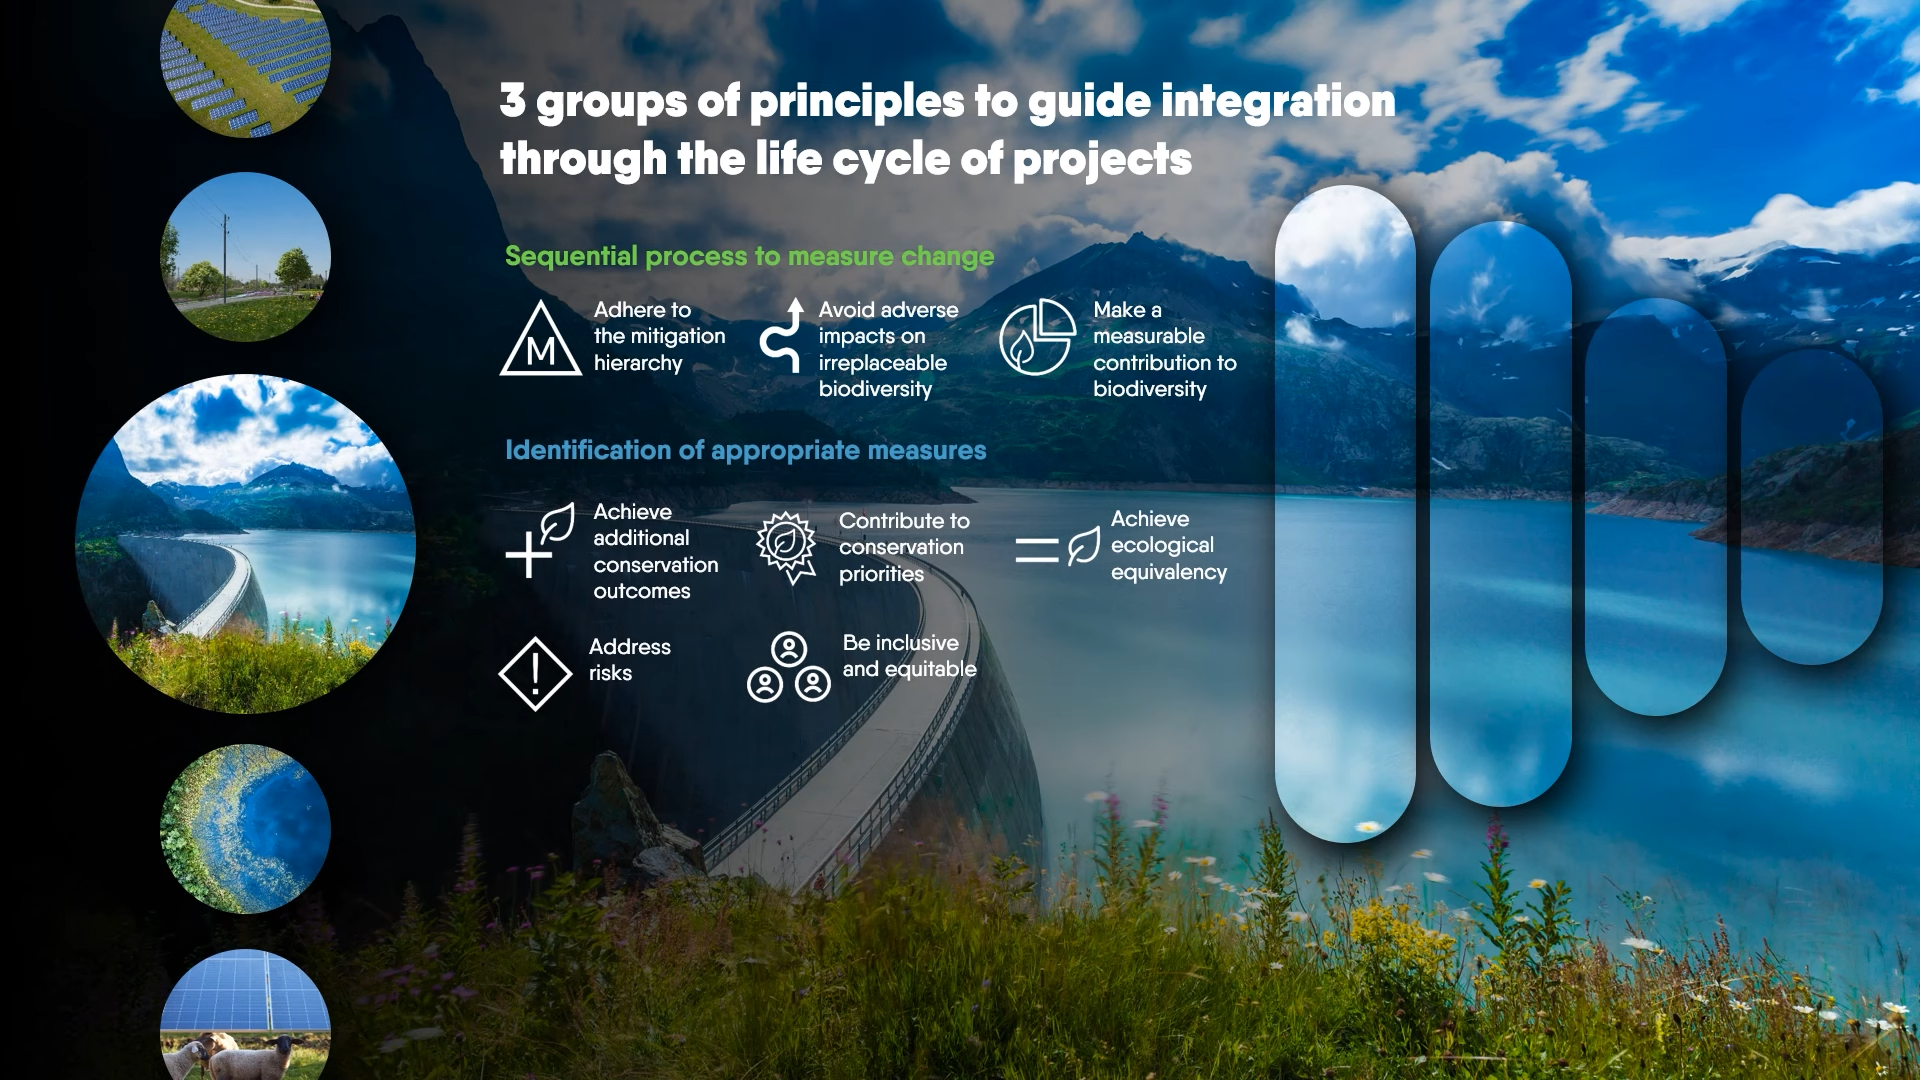 3 groups of principles to guide integration
through the life cycle of projects
Sequential process to measure change
M
Adhere to
the mitigation
hierarchy
Avoid adverse
impacts on
irreplaceable
biodiversity
Make a
measurable
contribution to
biodiversity
Identification of appropriate measures
Achieve
additional
conservation
outcomes
Contribute to
conservation
priorities
Achieve
ecological
equivalency
Address
risks
Be inclusive
and equitable